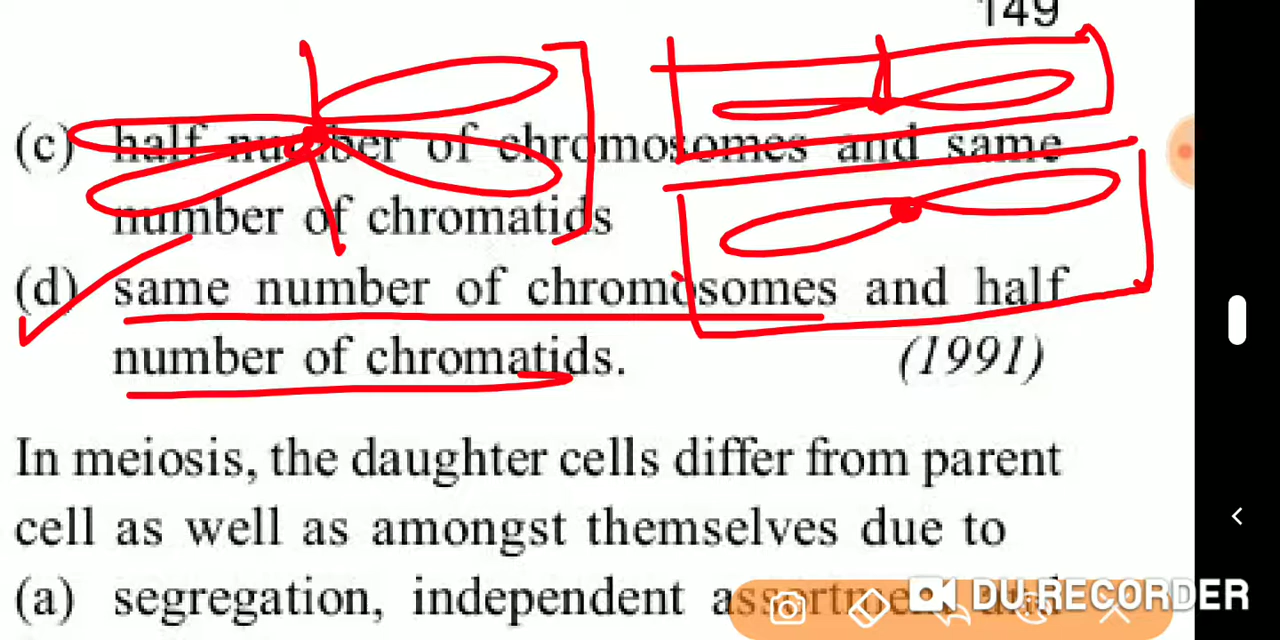 149
(c) half number of chromosomes and same
number of chromatids
(d) same number of chromosomes and half
number of chromatids. (1991)
In meiosis, the daughter cells differ from parent
cell as well as amongst themselves due to
(a) segregation, independent assortment and
DU RECORDER